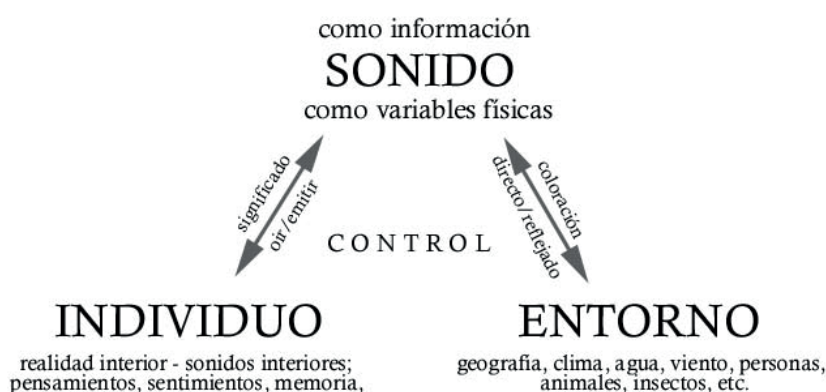 como información
SONIDO
como variables físicas
significado
oir/emitir
coloración
directo/reflejado
CONTROL
INDIVIDUO
realidad interior - sonidos interiores;
pensamientos, sentimientos, memoria,
ENTORNO
geografía, clima, agua, viento, personas,
animales, insectos, etc.